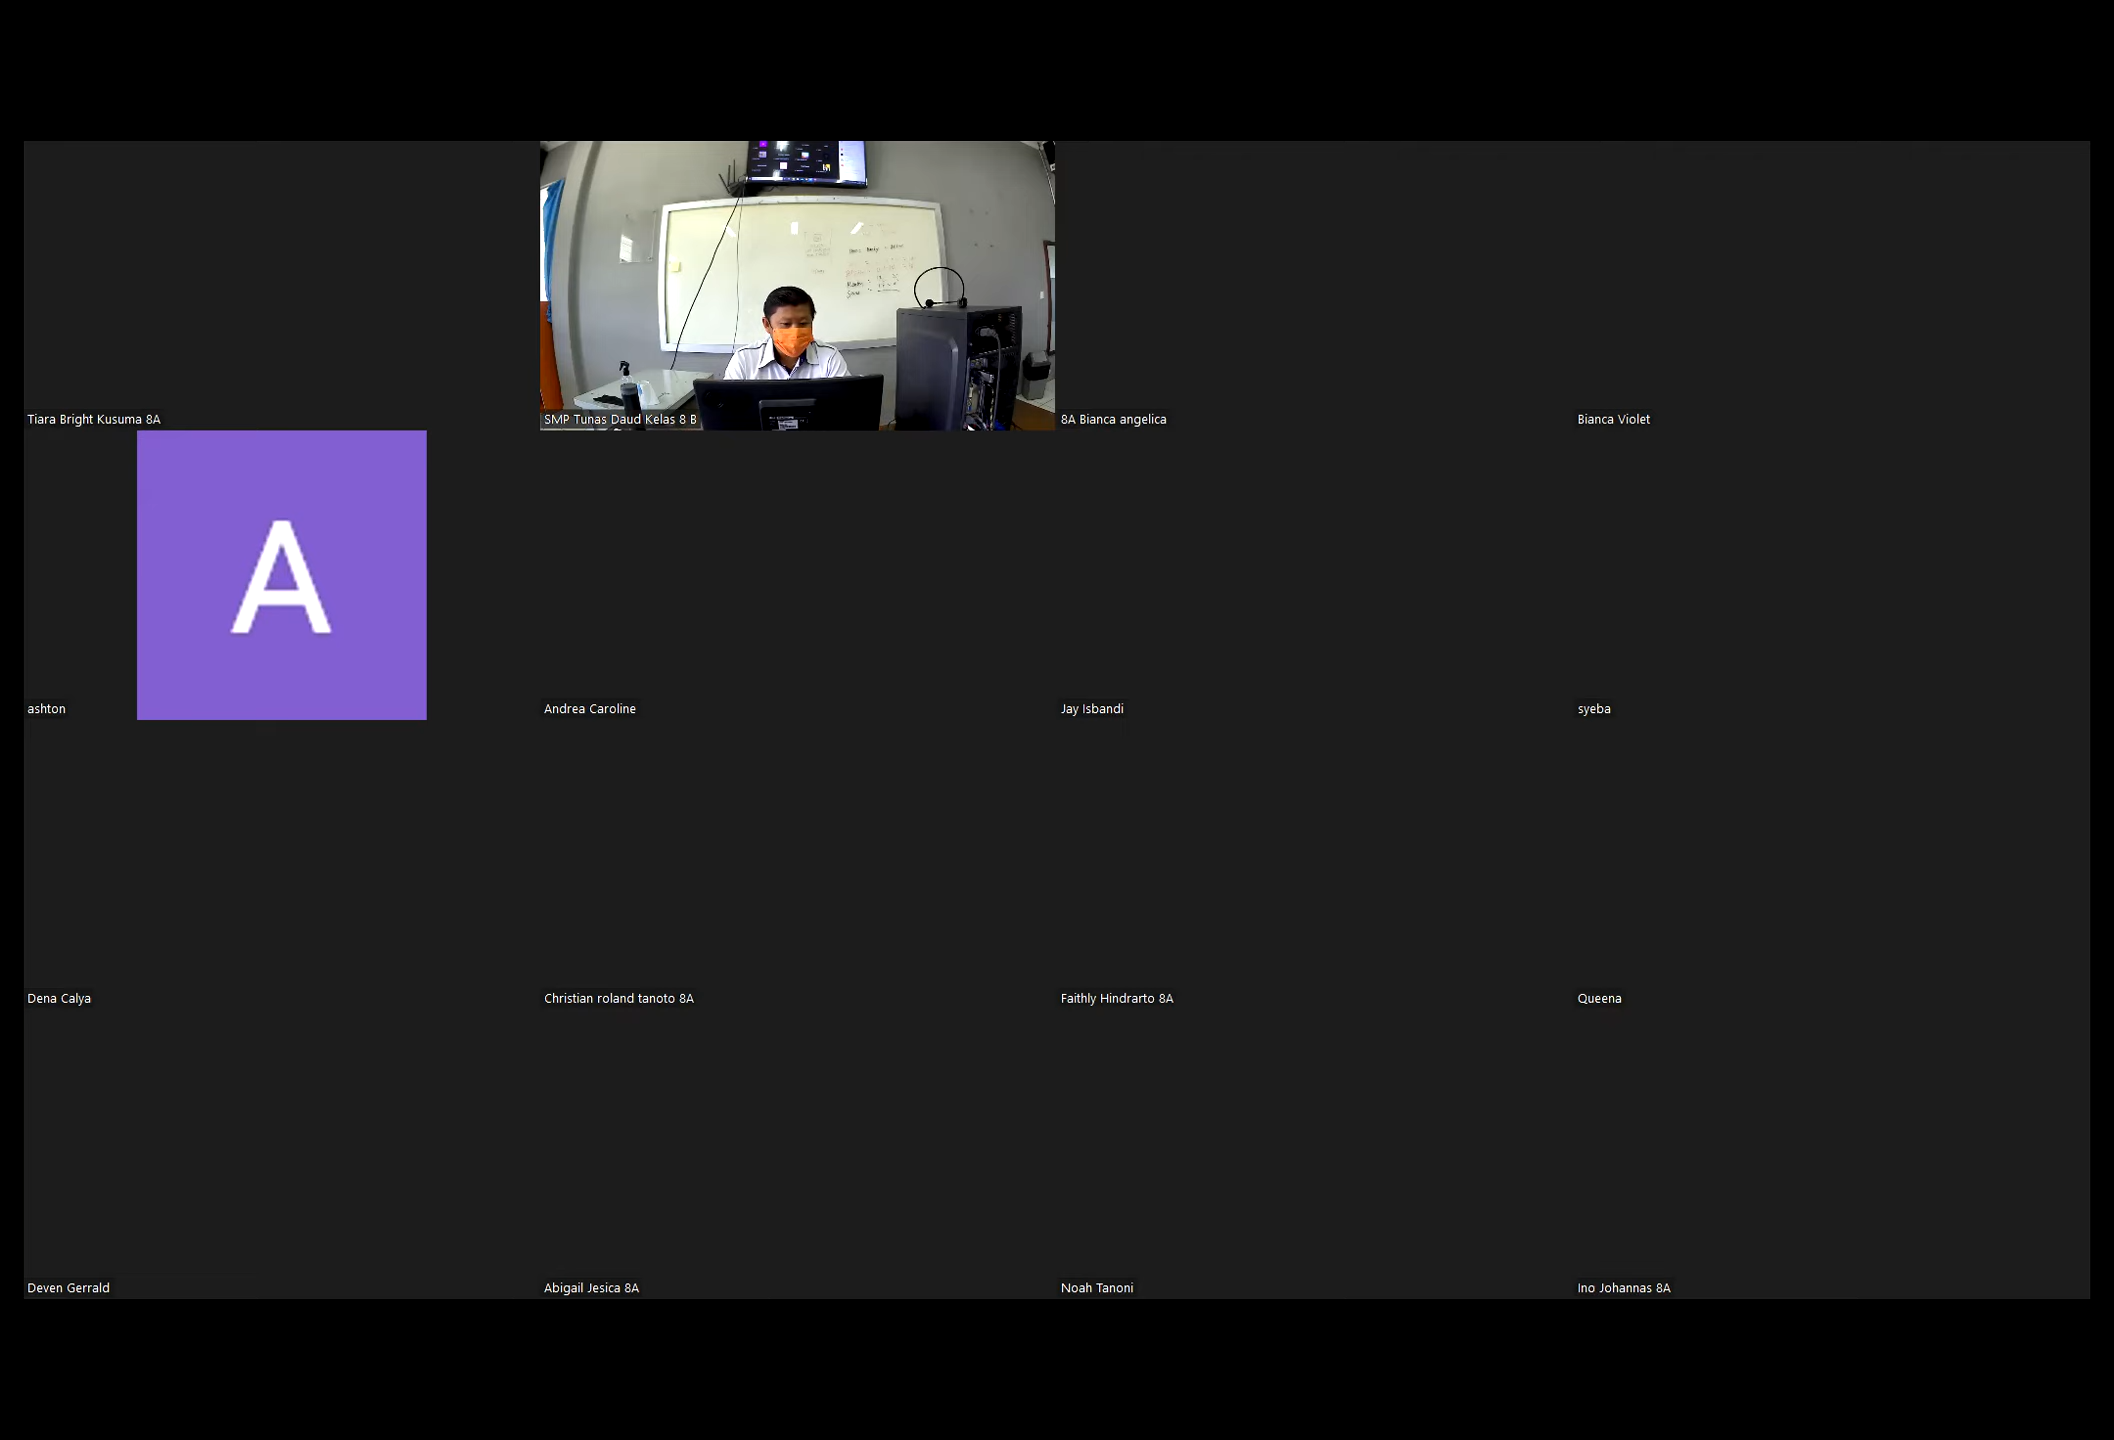 Tiara Bright Kusuma 8A
SMP Tunas Daud Kelas 8 B
8A Bianca angelica
Bianca Violet
A
ashton
Andrea Caroline
Jay Isbandi
syeba
Dena Calya
Christian roland tanoto 8A
Faithly Hindrarto 8A
Queena
Deven Gerrald
Abigail Jesica 8A
Noah Tanoni
Ino Johannas 8A